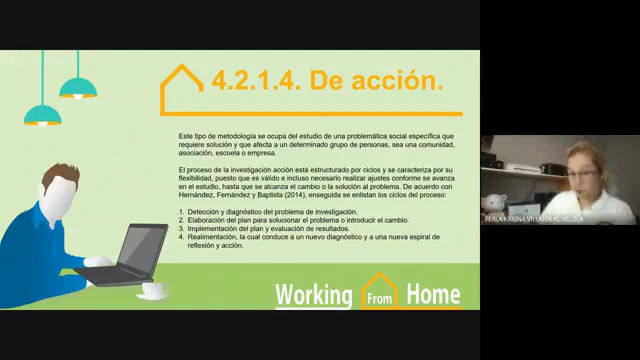 4.2.1.4. De acción.
Este tipo de metodología se ocupa del estudio de una problemática social específica que
requiere solución y que afecta a un determinado grupo de personas, sea una comunidad,
asociación, escuela o empresa.
El proceso de la investigación acción está estructurado por ciclos y se caracteriza por su
flexibilidad, puesto que es válido e incluso necesario realizar ajustes conforme se avanza
en el estudio, hasta que se alcanza el cambio o la solución al problema. De acuerdo con
Hernández, Fernández y Baptista (2014), enseguida se enlistan los ciclos del proceso:
1. Detección y diagnóstico del problema de investigación.
2. Elaboración del plan para solucionar el problema o introducir el cambio.
3. Implementación del plan y evaluación de resultados.
4. Realimentación, la cual conduce a un nuevo diagnóstico y a una nueva espiral de
reflexión y acción.
Working From Home
PERLA KARINA VILLARREAL VILLELA